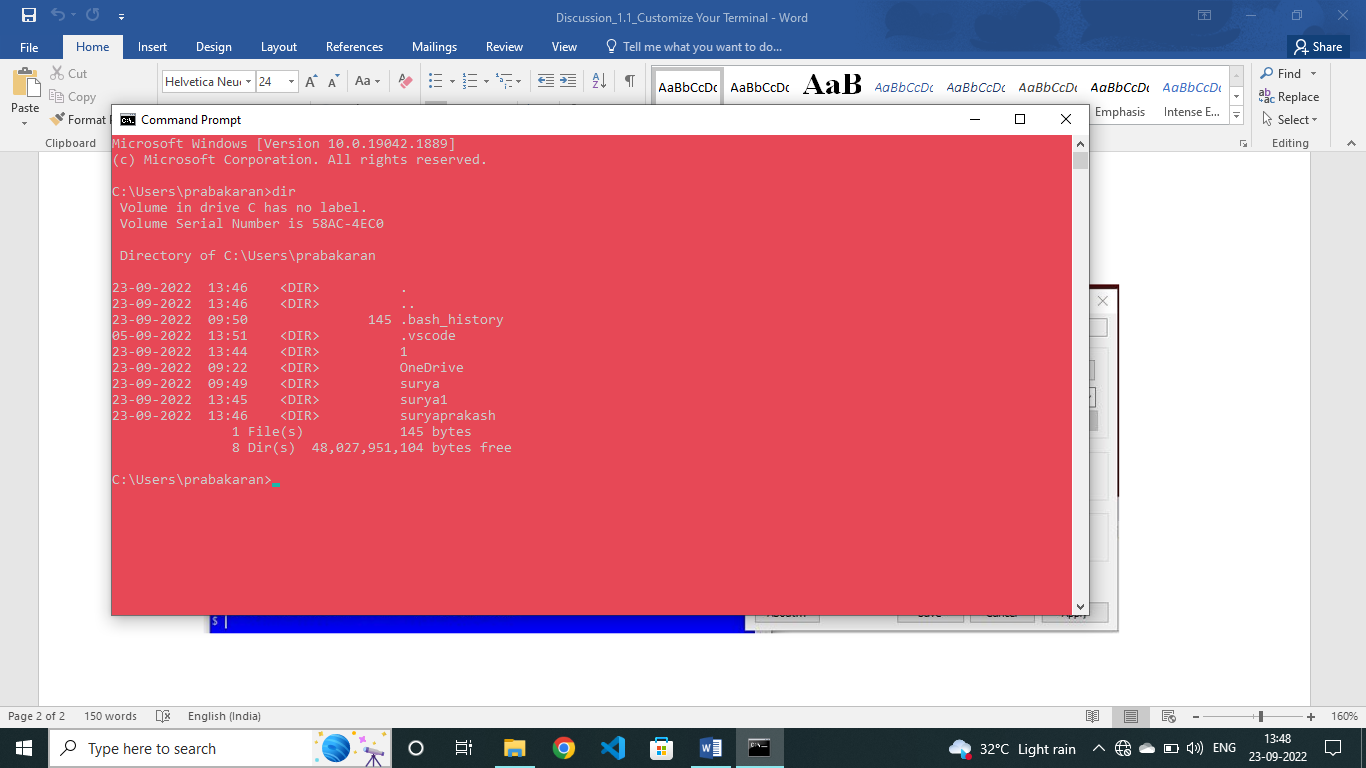 Discussion_1.1_Customize Your Terminal - Word
File Home Insert Design Layout References Mailings Review View Tell me what you want to do... Share
Paste Cut Copy Format
Clipboard
Helvetica Neu 24 Aa
AaBbCcDc AaBbCcDc AaB AaBbCcDc AaBbCcDc AaBbCcDc AaBbCcDc AaBbCcDc
Emphasis Intense E...
Find
Replace
Select
Editing
Command Prompt
Microsoft Windows [Version 10.0.19042.1889]
(c) Microsoft Corporation. All rights reserved.
C:\Users\prabakaran>dir
 Volume in drive C has no label.
 Volume Serial Number is 58AC-4EC0
 Directory of C:\Users\prabakaran
23-09-2022  13:46    <DIR>          .
23-09-2022  13:46    <DIR>          ..
23-09-2022  09:50               145 .bash_history
05-09-2022  13:51    <DIR>          .vscode
23-09-2022  13:44    <DIR>          1
23-09-2022  09:22    <DIR>          OneDrive
23-09-2022  09:49    <DIR>          surya
23-09-2022  13:45    <DIR>          surya1
23-09-2022  13:46    <DIR>          suryaprakash
               1 File(s)            145 bytes
               8 Dir(s)  48,027,951,104 bytes free
C:\Users\prabakaran>_
$
Page 2 of 2 150 words English (India) 160%
Type here to search
32°C Light rain ENG 13:48
23-09-2022